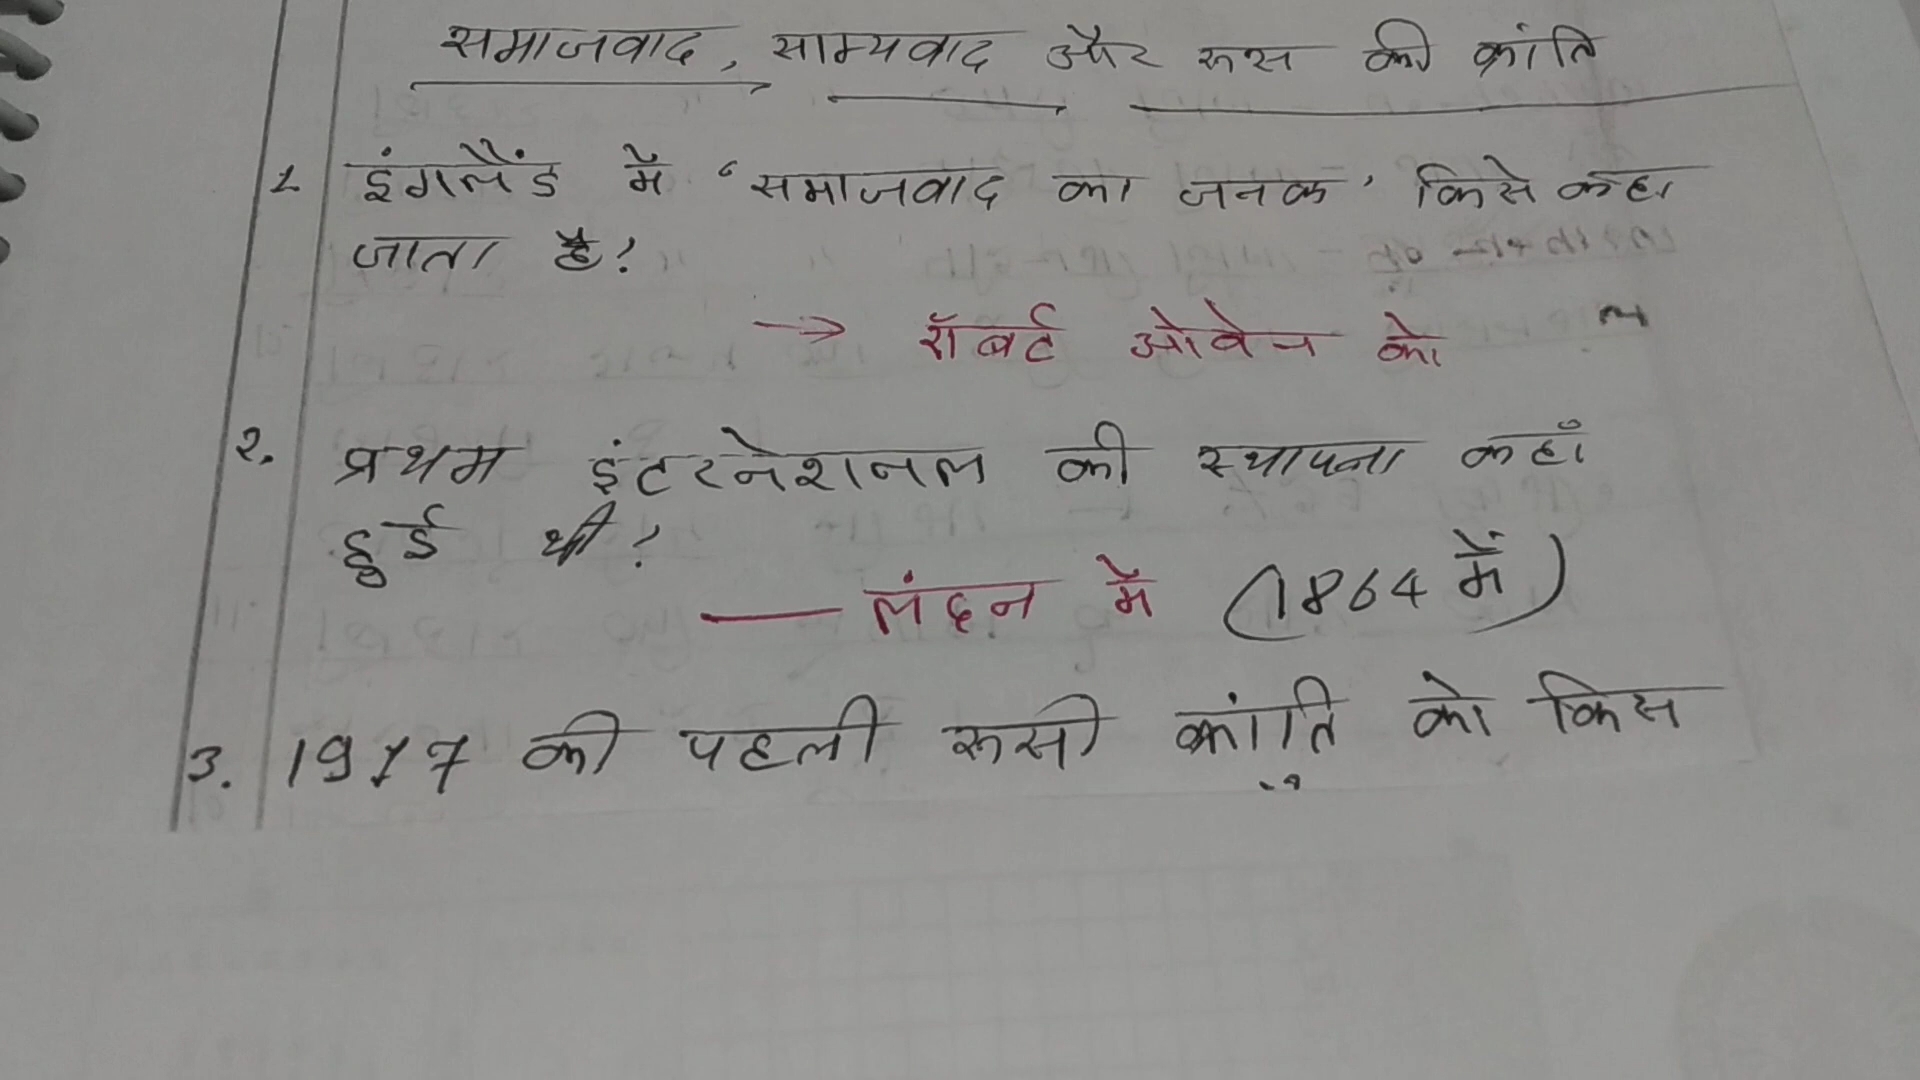 समाजवाद, साम्यवाद और रूस की क्रांति
1. इंगलैंड में 'समाजवाद का जनक' किसे कहा
जाता है?
→ रॉबर्ट ओवेन को
2. प्रथम इंटरनेशनल की स्थापना कहाँ
हुई थी?
— लंदन में (1864 में)
3. 1917 की पहली रूसी क्रांति को किस